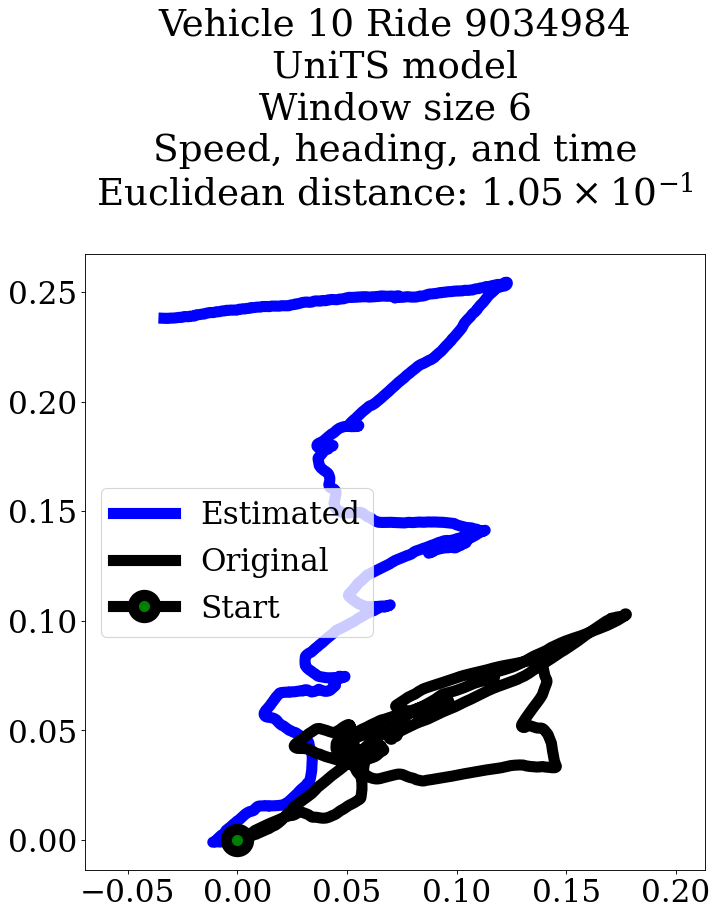 Vehicle 10 Ride 9034984
UniTS model
Window size 6
Speed, heading, and time
Euclidean distance: 1.05 × 10⁻¹
0.25
0.20
0.15
0.10
0.05
0.00
Estimated
Original
Start
−0.05 0.00 0.05 0.10 0.15 0.20